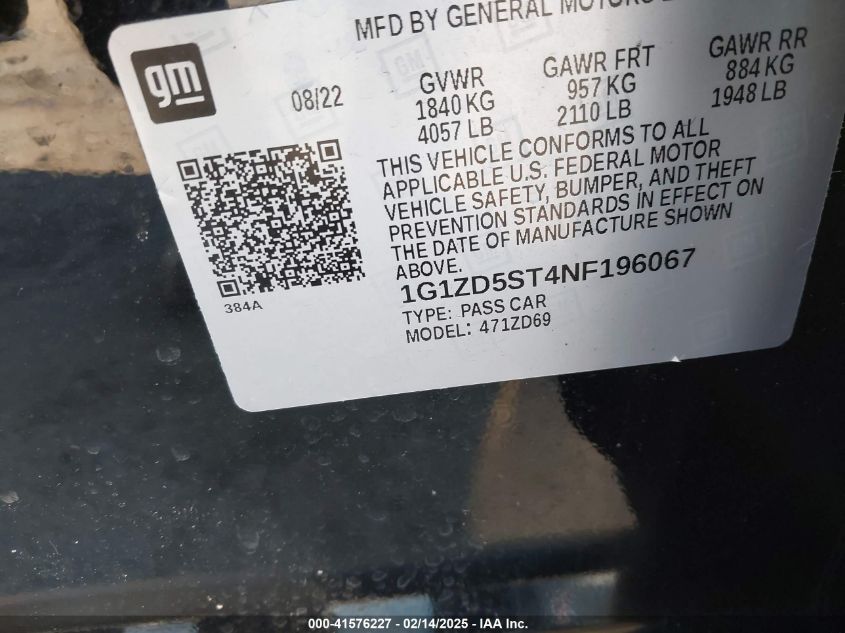 MFD BY GENERAL MOTORS
gm
08/22
GVWR
1840 KG
4057 LB
GAWR FRT
957 KG
2110 LB
GAWR RR
884 KG
1948 LB
THIS VEHICLE CONFORMS TO ALL
APPLICABLE U.S. FEDERAL MOTOR
VEHICLE SAFETY, BUMPER, AND THEFT
PREVENTION STANDARDS IN EFFECT ON
THE DATE OF MANUFACTURE SHOWN
ABOVE.
384A
1G1ZD5ST4NF196067
TYPE: PASS CAR
MODEL: 471ZD69
000-41576227 - 02/14/2025 - IAA Inc.